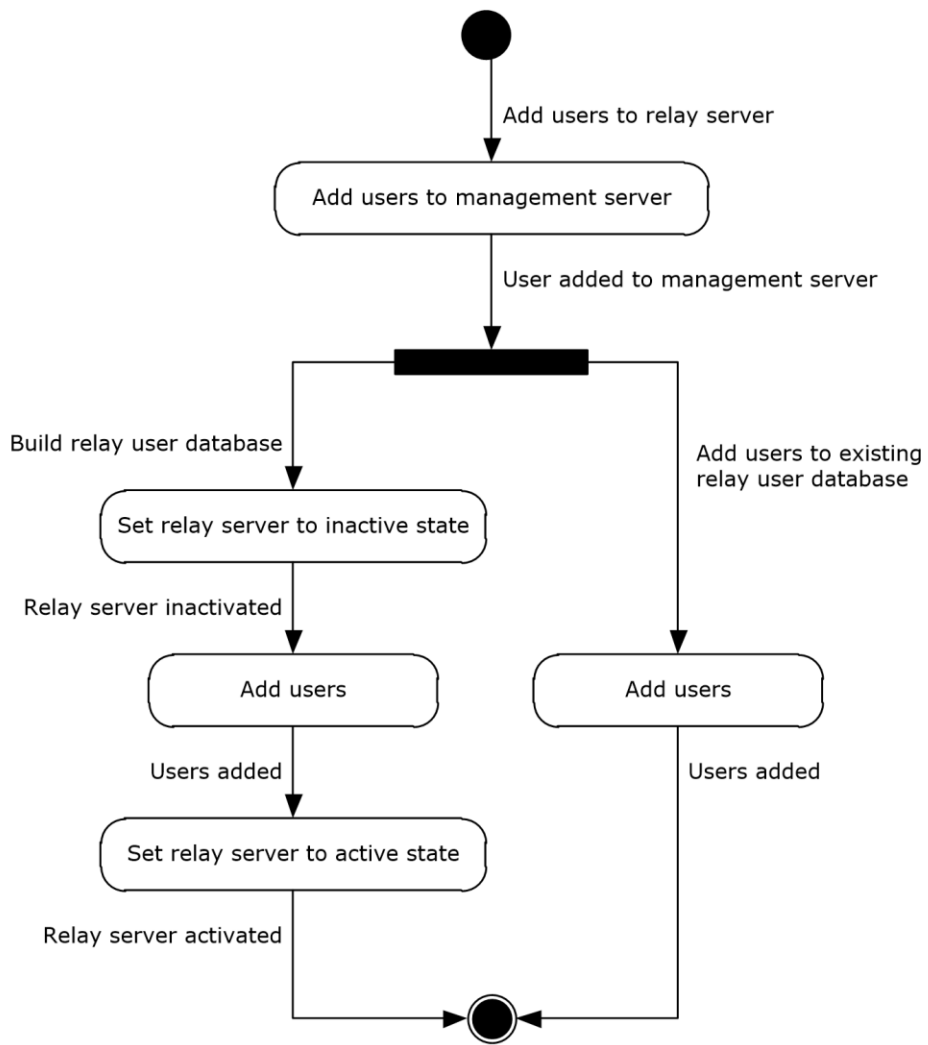 Add users to relay server
Add users to management server
User added to management server
Build relay user database
Add users to existing
relay user database
Set relay server to inactive state
Relay server inactivated
Add users
Add users
Users added
Users added
Set relay server to active state
Relay server activated